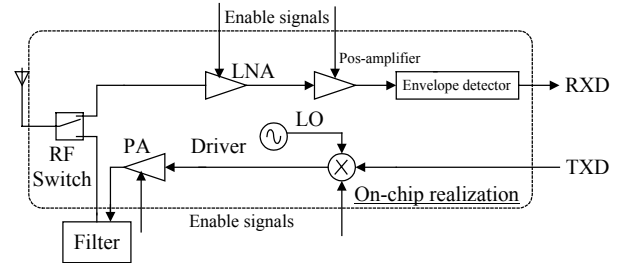 Enable signals
LNA
Pos-amplifier
Envelope detector
RXD
RF
Switch
PA
Driver
LO
TXD
On-chip realization
Enable signals
Filter